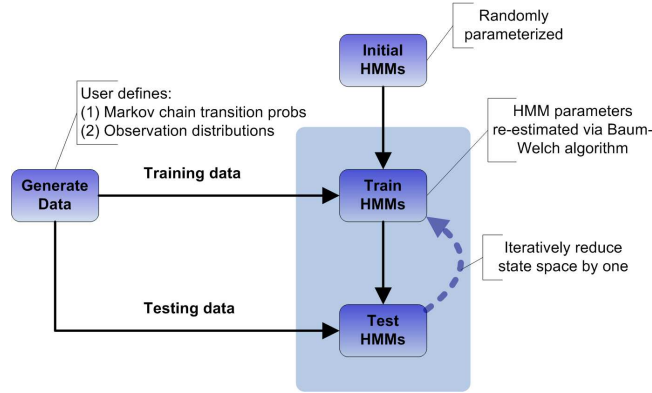 Randomly
parameterized
Initial
HMMs
User defines:
(1) Markov chain transition probs
(2) Observation distributions
HMM parameters
re-estimated via Baum-
Welch algorithm
Training data
Generate
Data
Train
HMMs
Iteratively reduce
state space by one
Testing data
Test
HMMs